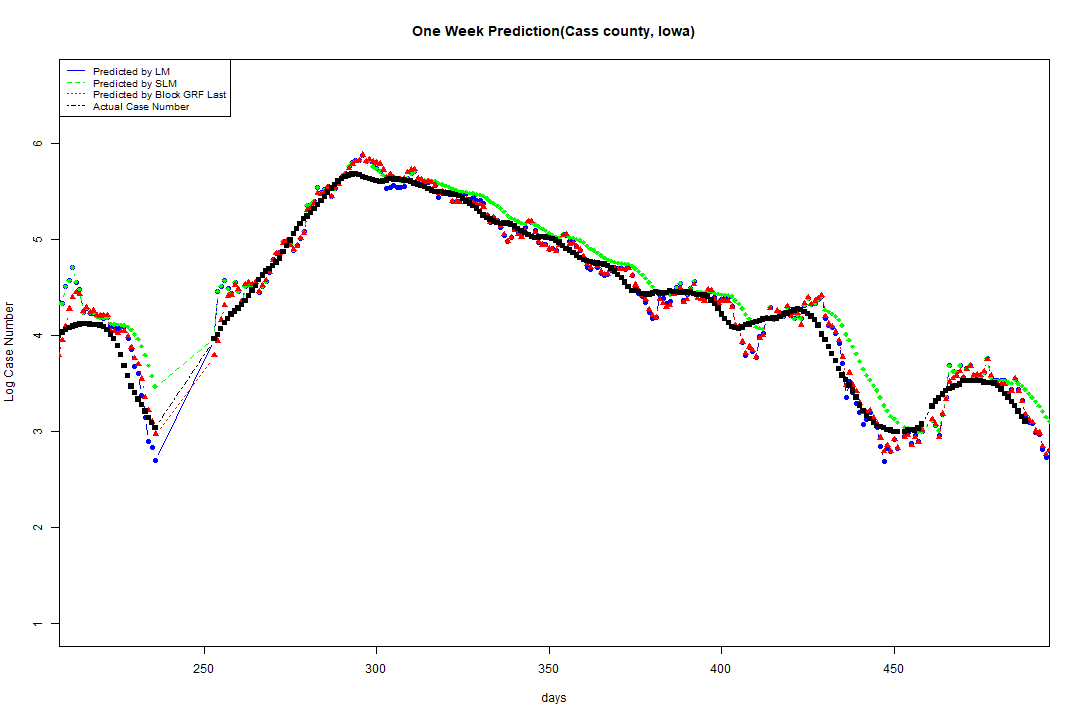 One Week Prediction(Cass county, Iowa)
Predicted by LM
Predicted by SLM
Predicted by Block GRF Last
Actual Case Number
6
5
4
3
2
1
Log Case Number
250 300 350 400 450
days